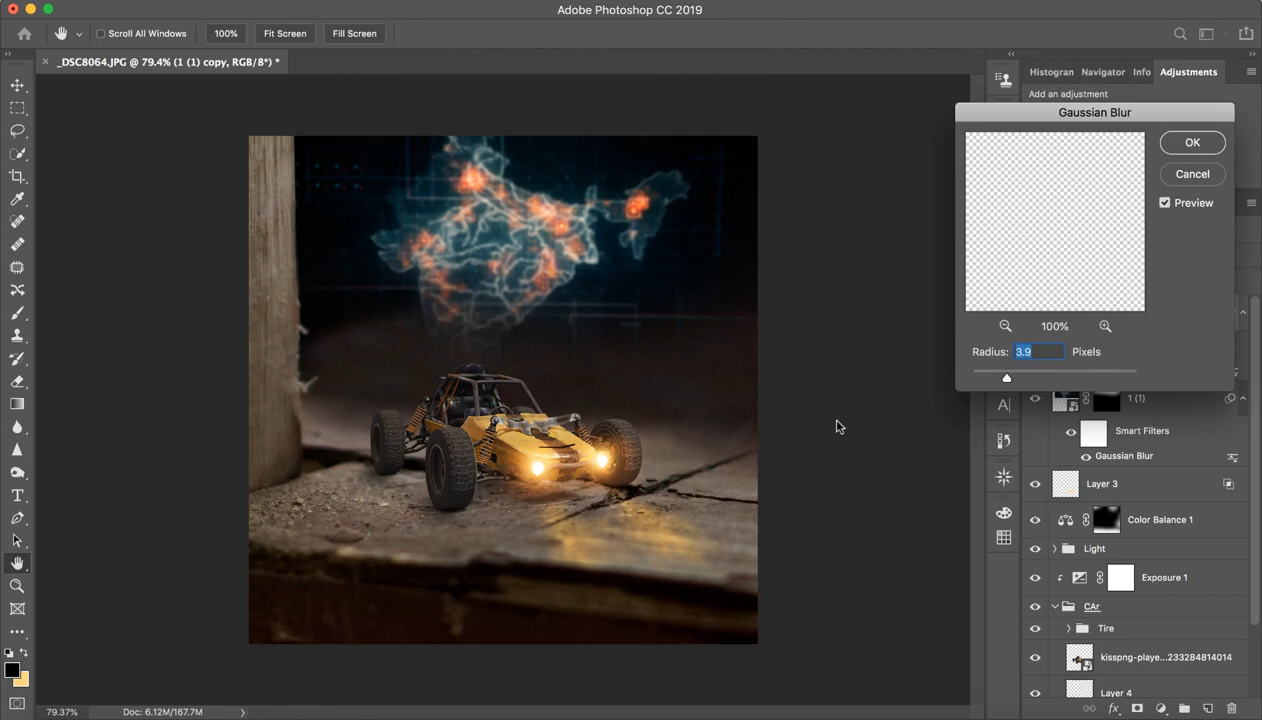 Adobe Photoshop CC 2019
Scroll All Windows
100%
Fit Screen
Fill Screen
_DSC8064.JPG @ 79.4% (1 (1) copy, RGB/8*) *
Histogran
Navigator
Info
Adjustments
Add an adjustment
Gaussian Blur
OK
Cancel
Preview
100%
Radius: 3.9 Pixels
1 (1)
Smart Filters
Gaussian Blur
Layer 3
Color Balance 1
Light
Exposure 1
CAr
Tire
kisspng-playe...233284814014
Layer 4
79.37%
Doc: 6.12M/167.7M